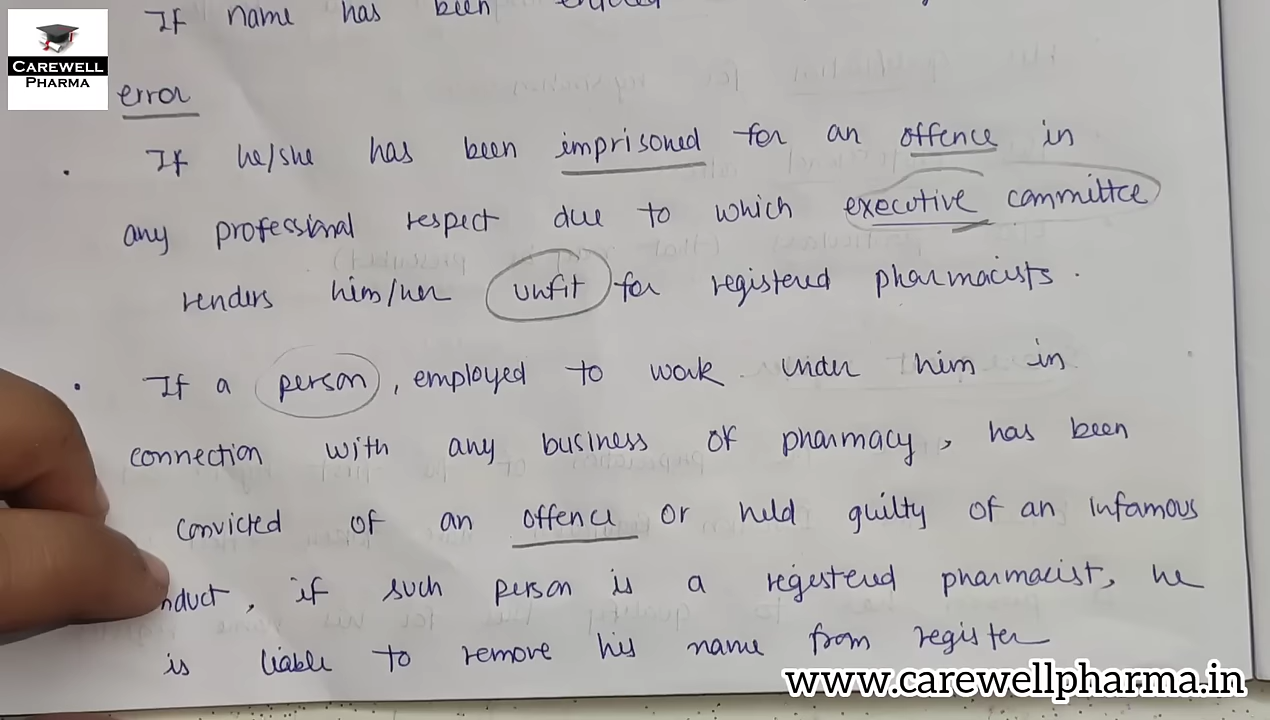 CAREWELL
PHARMA
If name has been
error
. If he/she has been imprisoned for an offence in
any professional respect due to which executive committee
renders him/her unfit for registered pharmacists.
. If a person, employed to work under him in
connection with any business of pharmacy, has been
convicted of an offence or held guilty of an infamous
nduct, if such person is a registered pharmacist, he
is liable to remove his name from register
www.carewellpharma.in